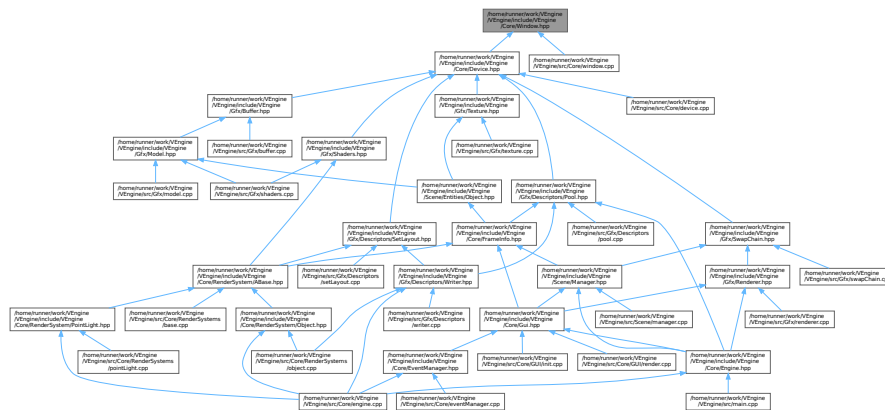 /home/runner/work/VEngine
/VEngine/include/VEngine
/Core/Window.hpp
/home/runner/work/VEngine
/VEngine/include/VEngine
/Core/Device.hpp
/home/runner/work/VEngine
/VEngine/src/Core/window.cpp
/home/runner/work/VEngine
/VEngine/include/VEngine
/Gfx/Buffer.hpp
/home/runner/work/VEngine
/VEngine/include/VEngine
/Gfx/Texture.hpp
/home/runner/work/VEngine
/VEngine/src/Core/device.cpp
/home/runner/work/VEngine
/VEngine/include/VEngine
/Gfx/Model.hpp
/home/runner/work/VEngine
/VEngine/src/Gfx/buffer.cpp
/home/runner/work/VEngine
/VEngine/include/VEngine
/Gfx/Shaders.hpp
/home/runner/work/VEngine
/VEngine/src/Gfx/texture.cpp
/home/runner/work/VEngine
/VEngine/src/Gfx/model.cpp
/home/runner/work/VEngine
/VEngine/src/Gfx/shaders.cpp
/home/runner/work/VEngine
/VEngine/include/VEngine
/Scene/Entities/Object.hpp
/home/runner/work/VEngine
/VEngine/include/VEngine
/Gfx/Descriptors/Pool.hpp
/home/runner/work/VEngine
/VEngine/include/VEngine
/Gfx/Descriptors/SetLayout.hpp
/home/runner/work/VEngine
/VEngine/include/VEngine
/Core/FrameInfo.hpp
/home/runner/work/VEngine
/VEngine/src/Gfx/Descriptors
/pool.cpp
/home/runner/work/VEngine
/VEngine/include/VEngine
/Gfx/SwapChain.hpp
/home/runner/work/VEngine
/VEngine/include/VEngine
/Core/RenderSystem/ABase.hpp
/home/runner/work/VEngine
/VEngine/src/Gfx/Descriptors
/setLayout.cpp
/home/runner/work/VEngine
/VEngine/include/VEngine
/Gfx/Descriptors/Writer.hpp
/home/runner/work/VEngine
/VEngine/include/VEngine
/Scene/Manager.hpp
/home/runner/work/VEngine
/VEngine/include/VEngine
/Gfx/Renderer.hpp
/home/runner/work/VEngine
/VEngine/src/Gfx/swapChain.cpp
/home/runner/work/VEngine
/VEngine/include/VEngine
/Core/RenderSystem/PointLight.hpp
/home/runner/work/VEngine
/VEngine/src/Core/RenderSystems
/base.cpp
/home/runner/work/VEngine
/VEngine/include/VEngine
/Core/RenderSystem/Object.hpp
/home/runner/work/VEngine
/VEngine/src/Gfx/Descriptors
/writer.cpp
/home/runner/work/VEngine
/VEngine/include/VEngine
/Core/Gui.hpp
/home/runner/work/VEngine
/VEngine/src/Scene/manager.cpp
/home/runner/work/VEngine
/VEngine/src/Gfx/renderer.cpp
/home/runner/work/VEngine
/VEngine/src/Core/RenderSystems
/pointLight.cpp
/home/runner/work/VEngine
/VEngine/src/Core/RenderSystems
/object.cpp
/home/runner/work/VEngine
/VEngine/include/VEngine
/Core/EventManager.hpp
/home/runner/work/VEngine
/VEngine/src/Core/GUI/init.cpp
/home/runner/work/VEngine
/VEngine/src/Core/GUI/render.cpp
/home/runner/work/VEngine
/VEngine/include/VEngine
/Core/Engine.hpp
/home/runner/work/VEngine
/VEngine/src/Core/engine.cpp
/home/runner/work/VEngine
/VEngine/src/Core/eventManager.cpp
/home/runner/work/VEngine
/VEngine/src/main.cpp